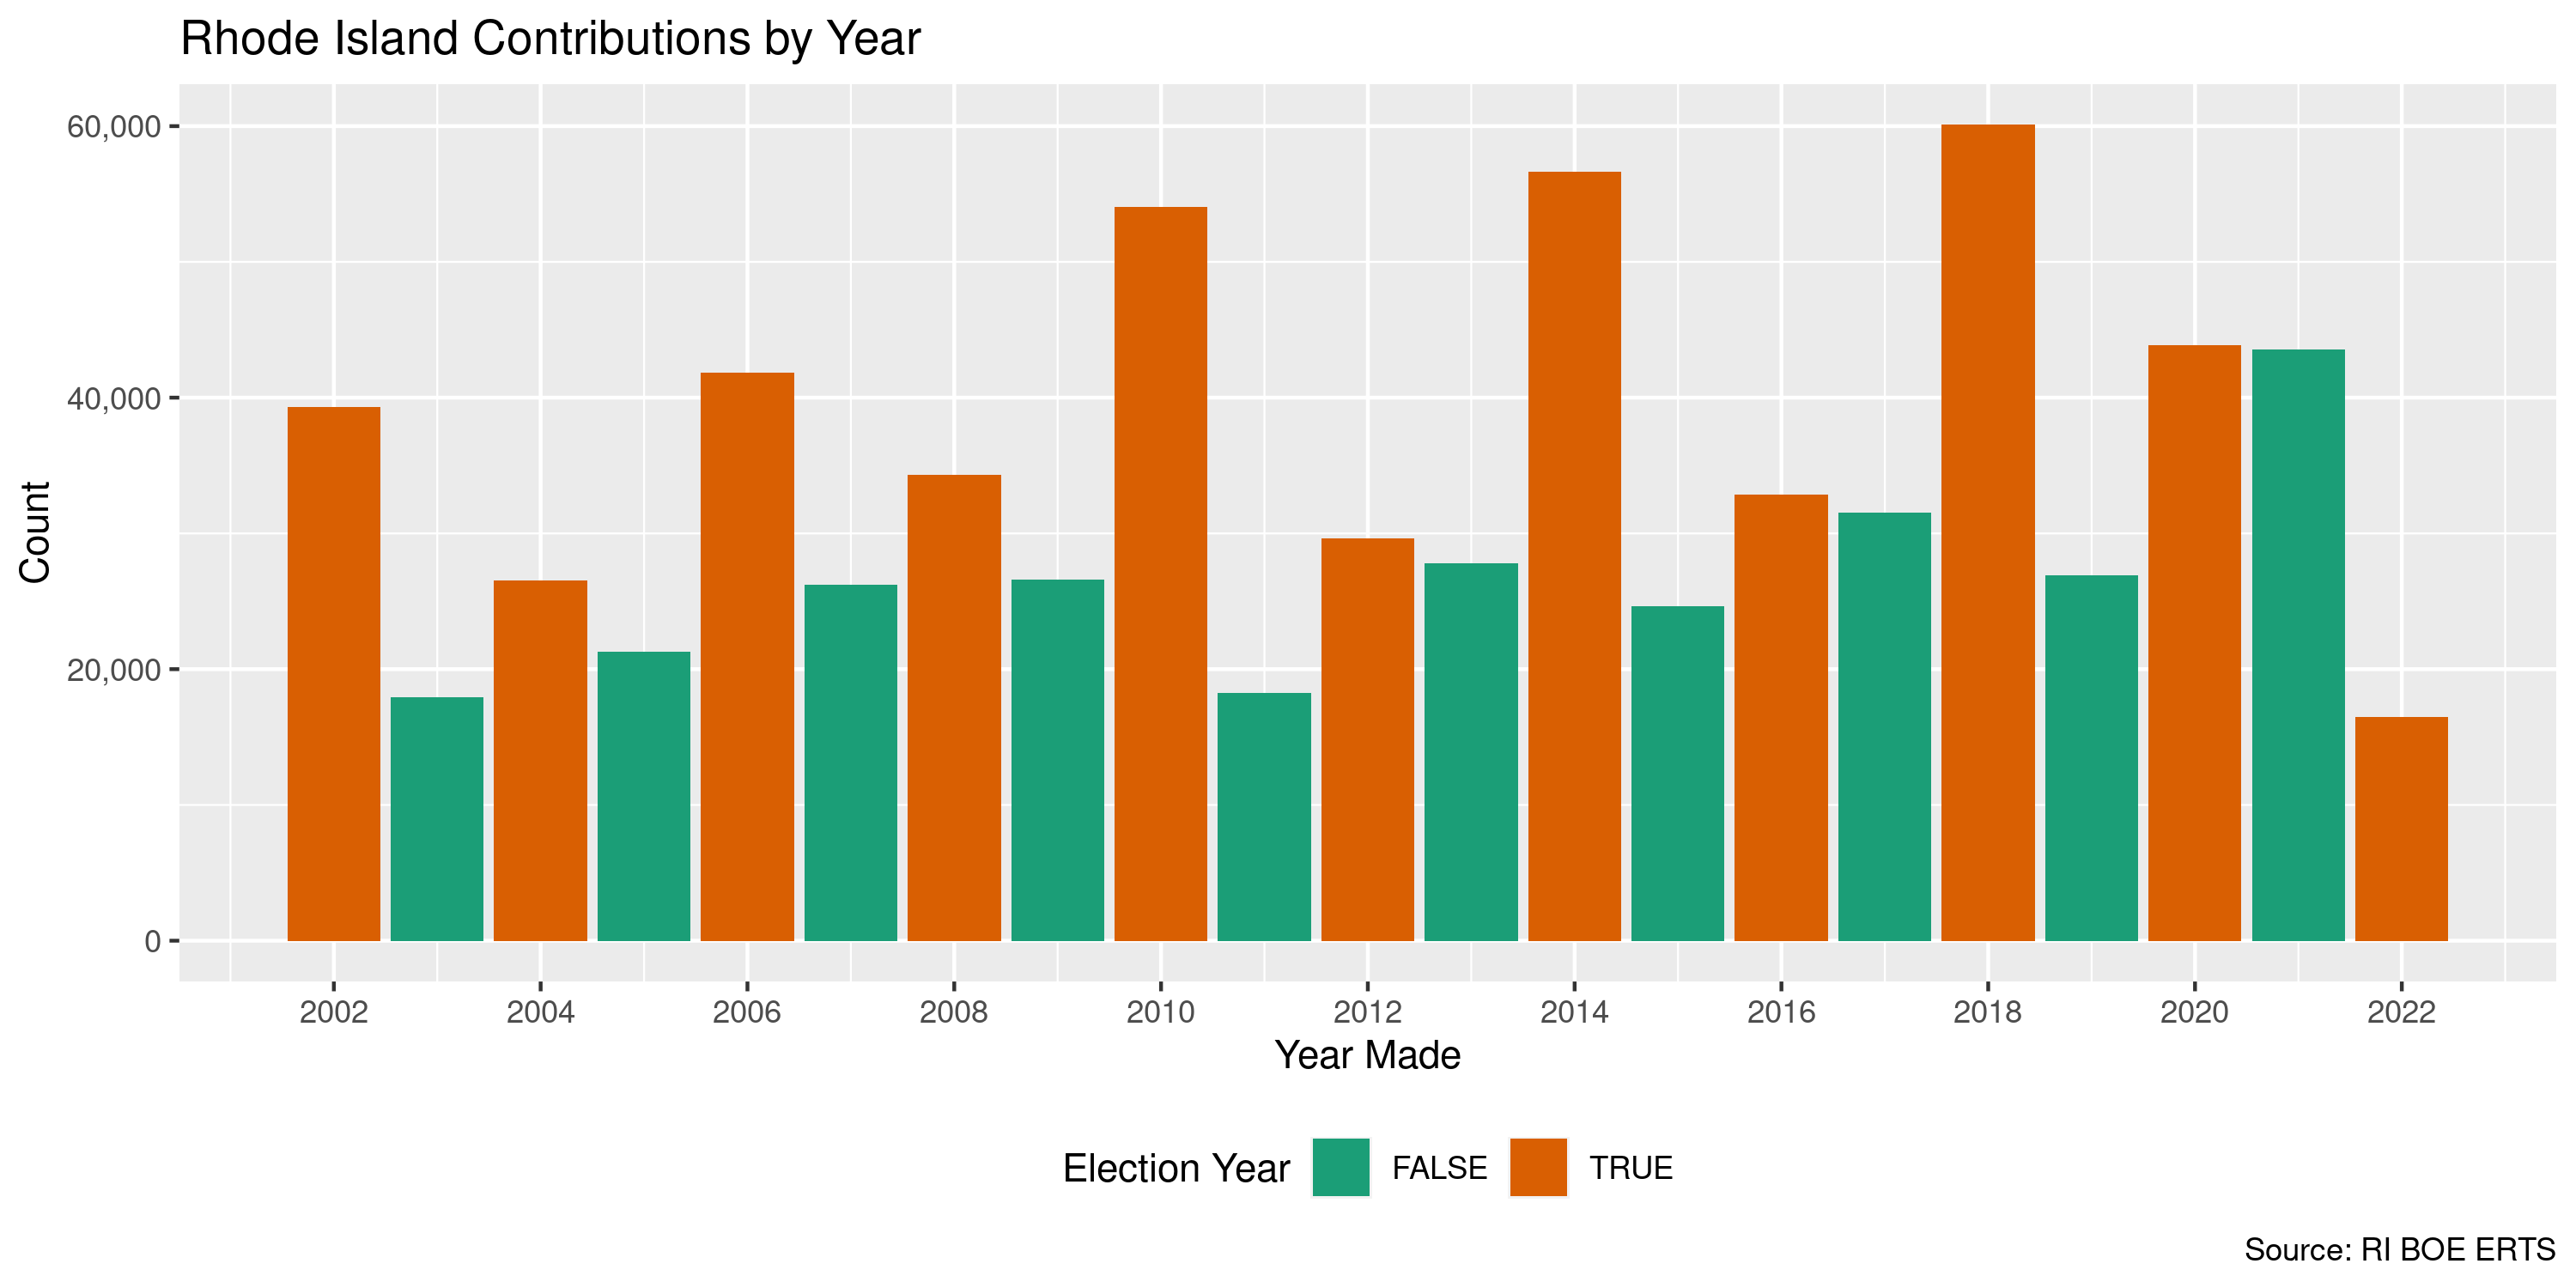 Rhode Island Contributions by Year
60,000
40,000
20,000
0
Count
2002 2004 2006 2008 2010 2012 2014 2016 2018 2020 2022
Year Made
Election Year FALSE TRUE
Source: RI BOE ERTS